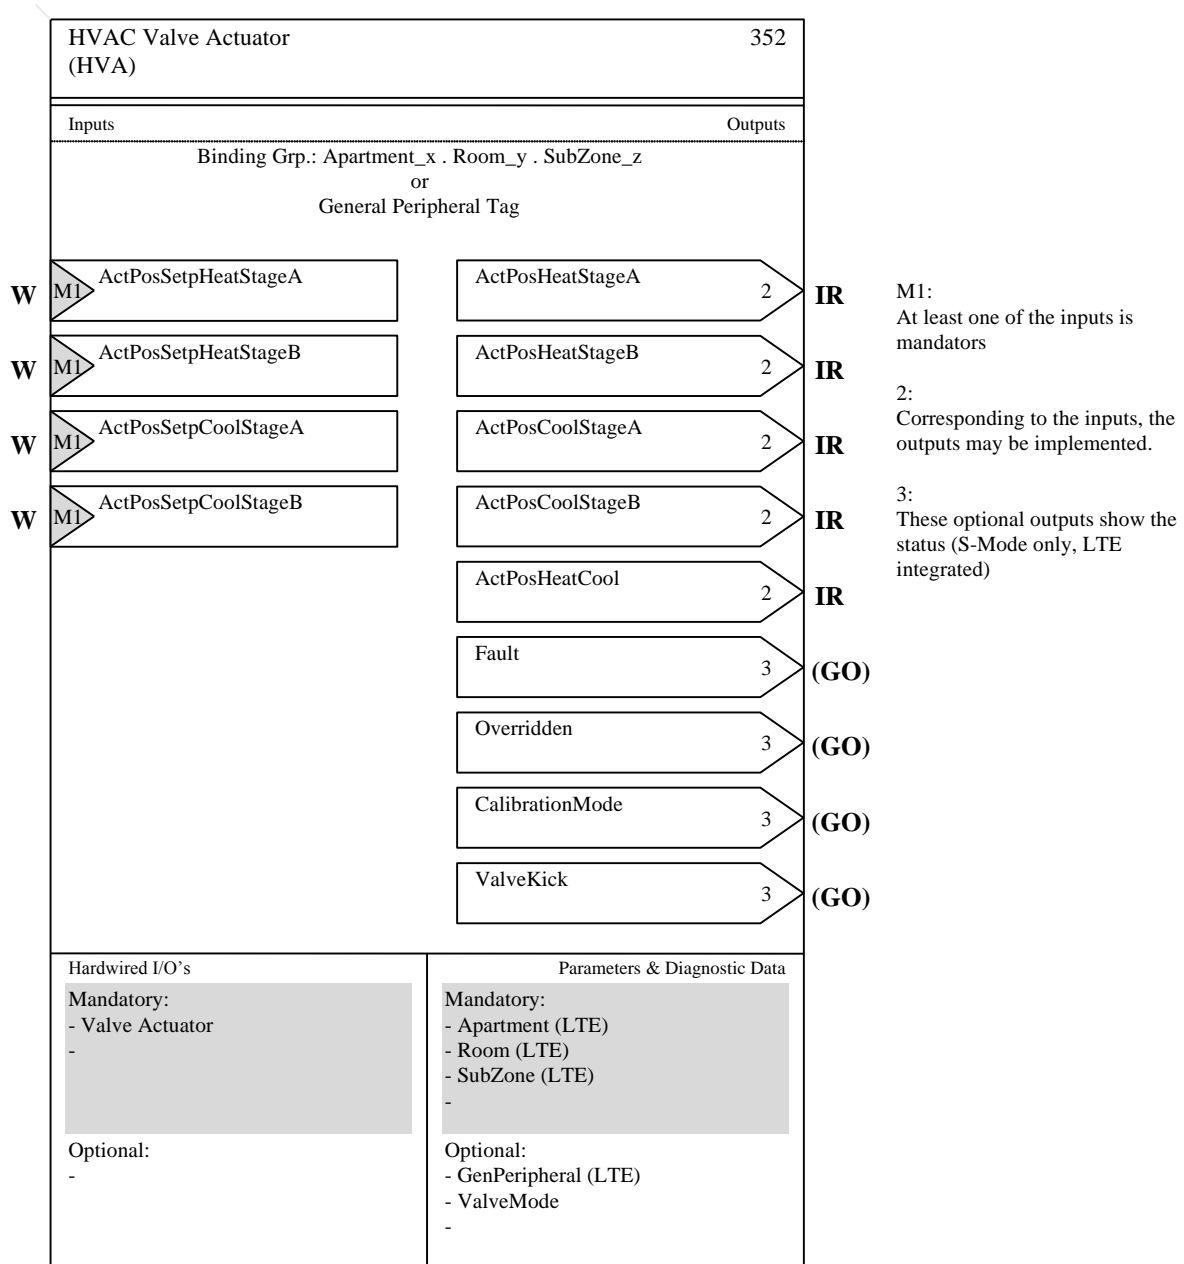 HVAC Valve Actuator 352
(HVA)
Inputs Outputs
Binding Grp.: Apartment_x . Room_y . SubZone_z
or
General Peripheral Tag
W M1 ActPosSetpHeatStageA ActPosHeatStageA 2 IR
W M1 ActPosSetpHeatStageB ActPosHeatStageB 2 IR
W M1 ActPosSetpCoolStageA ActPosCoolStageA 2 IR
W M1 ActPosSetpCoolStageB ActPosCoolStageB 2 IR
ActPosHeatCool 2 IR
Fault 3 (GO)
Overridden 3 (GO)
CalibrationMode 3 (GO)
ValveKick 3 (GO)
M1:
At least one of the inputs is
mandators
2:
Corresponding to the inputs, the
outputs may be implemented.
3:
These optional outputs show the
status (S-Mode only, LTE
integrated)
Hardwired I/O’s
Mandatory:
- Valve Actuator
-
Optional:
-
Parameters & Diagnostic Data
Mandatory:
- Apartment (LTE)
- Room (LTE)
- SubZone (LTE)
-
Optional:
- GenPeripheral (LTE)
- ValveMode
-